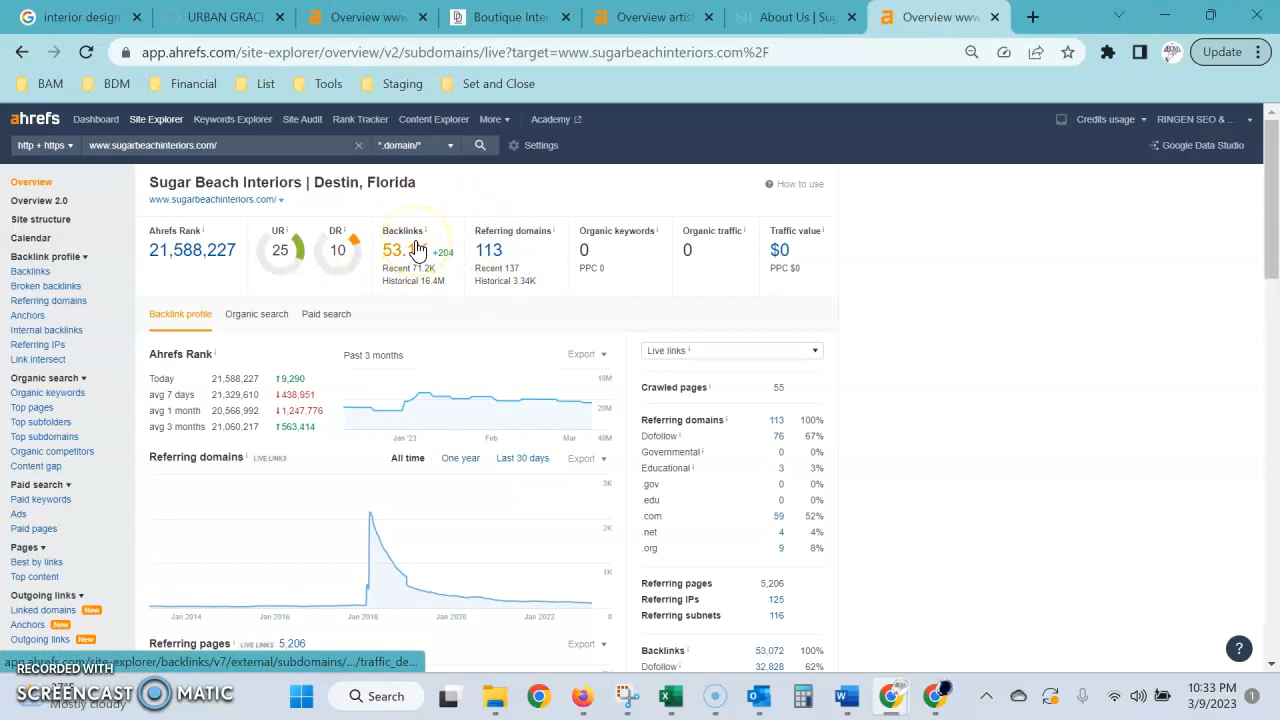 interior design
URBAN GRAC
Overview www
Boutique Inte
Overview artis
About Us | Sug
Overview www
app.ahrefs.com/site-explorer/overview/v2/subdomains/live?target=www.sugarbeachinteriors.com%2F
Update
BAM
BDM
List
Tools
Staging
Set and Close
ahrefs
Dashboard
Site Explorer
Keywords Explorer
Site Audit
Rank Tracker
Content Explorer
More
Academy
Credits usage
RINGEN SEO & ...
http + https
www.sugarbeachinteriors.com/
*.domain/*
Settings
Google Data Studio
Overview
Overview 2.0
Site structure
Calendar
Backlink profile
Backlinks
Broken backlinks
Referring domains
Anchors
Internal backlinks
Referring IPs
Link intersect
Organic search
Organic keywords
Top pages
Top subfolders
Top subdomains
Organic competitors
Content gap
Paid search
Paid keywords
Ads
Paid pages
Pages
Best by links
Top content
Outgoing links
Linked domains New
Anchors New
Outgoing links New
Sugar Beach Interiors | Destin, Florida
www.sugarbeachinteriors.com/
How to use
Ahrefs Rank
21,588,227
UR
25
DR
10
Backlinks
+204
Recent 71.2K
Historical 16.4M
Referring domains
113
Recent 137
Historical 3.34K
Organic keywords
0
PPC 0
Organic traffic
0
Traffic value
$0
PPC $0
Backlink profile
Organic search
Paid search
Ahrefs Rank
Past 3 months
Export
Today 21,588,227 9,290
avg 7 days 21,329,610 438,951
avg 1 month 20,566,992 1,247,776
avg 3 months 21,060,217 563,414
20M
40M
Jan '23
Feb
Mar
Referring domains LIVE LINKS
All time
One year
Last 30 days
Export
3K
2K
1K
0
Jan 2014
Jan 2016
Jan 2018
Jan 2020
Jan 2022
Referring pages LIVE LINKS 5,206
Export
Live links
Crawled pages 55
Referring domains 113 100%
Dofollow 76 67%
Governmental 0 0%
Educational 3 3%
.gov 0 0%
.edu 0 0%
.com 59 52%
.net 4 4%
.org 9 8%
Referring pages 5,206
Referring IPs 125
Referring subnets 116
Backlinks 53,072 100%
Dofollow 32,828 62%
/site-explorer/backlinks/v7/external/subdomains/.../traffic_de...
RECORDED WITH
SCREENCAST MATIC
Mostly cloudy
Search
10:33 PM
3/9/2023